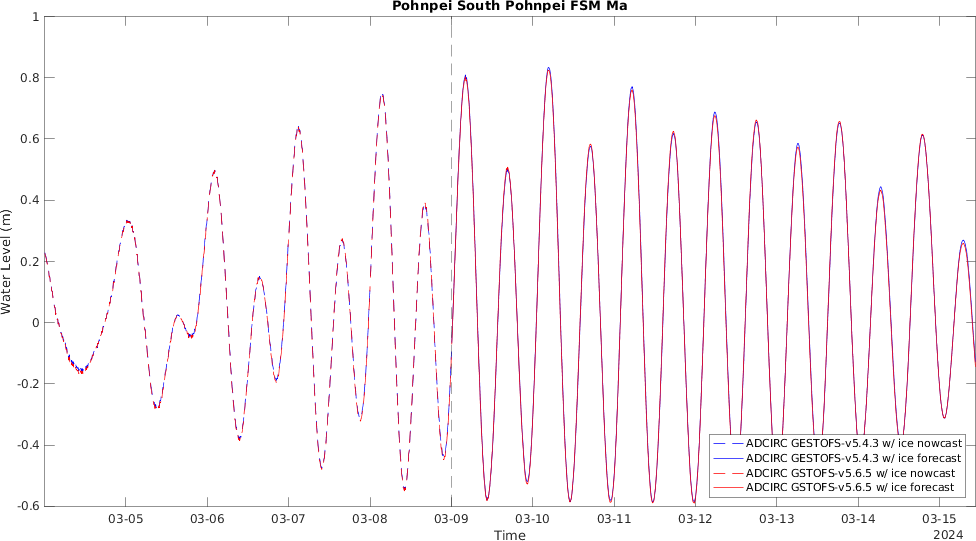 Pohnpei South Pohnpei FSM Ma
1
0.8
0.6
0.4
0.2
0
-0.2
-0.4
-0.6
Water Level (m)
ADCIRC GESTOFS-v5.4.3 w/ ice nowcast
ADCIRC GESTOFS-v5.4.3 w/ ice forecast
ADCIRC GSTOFS-v5.6.5 w/ ice nowcast
ADCIRC GSTOFS-v5.6.5 w/ ice forecast
03-05 03-06 03-07 03-08 03-09 03-10 03-11 03-12 03-13 03-14 03-15
Time
2024